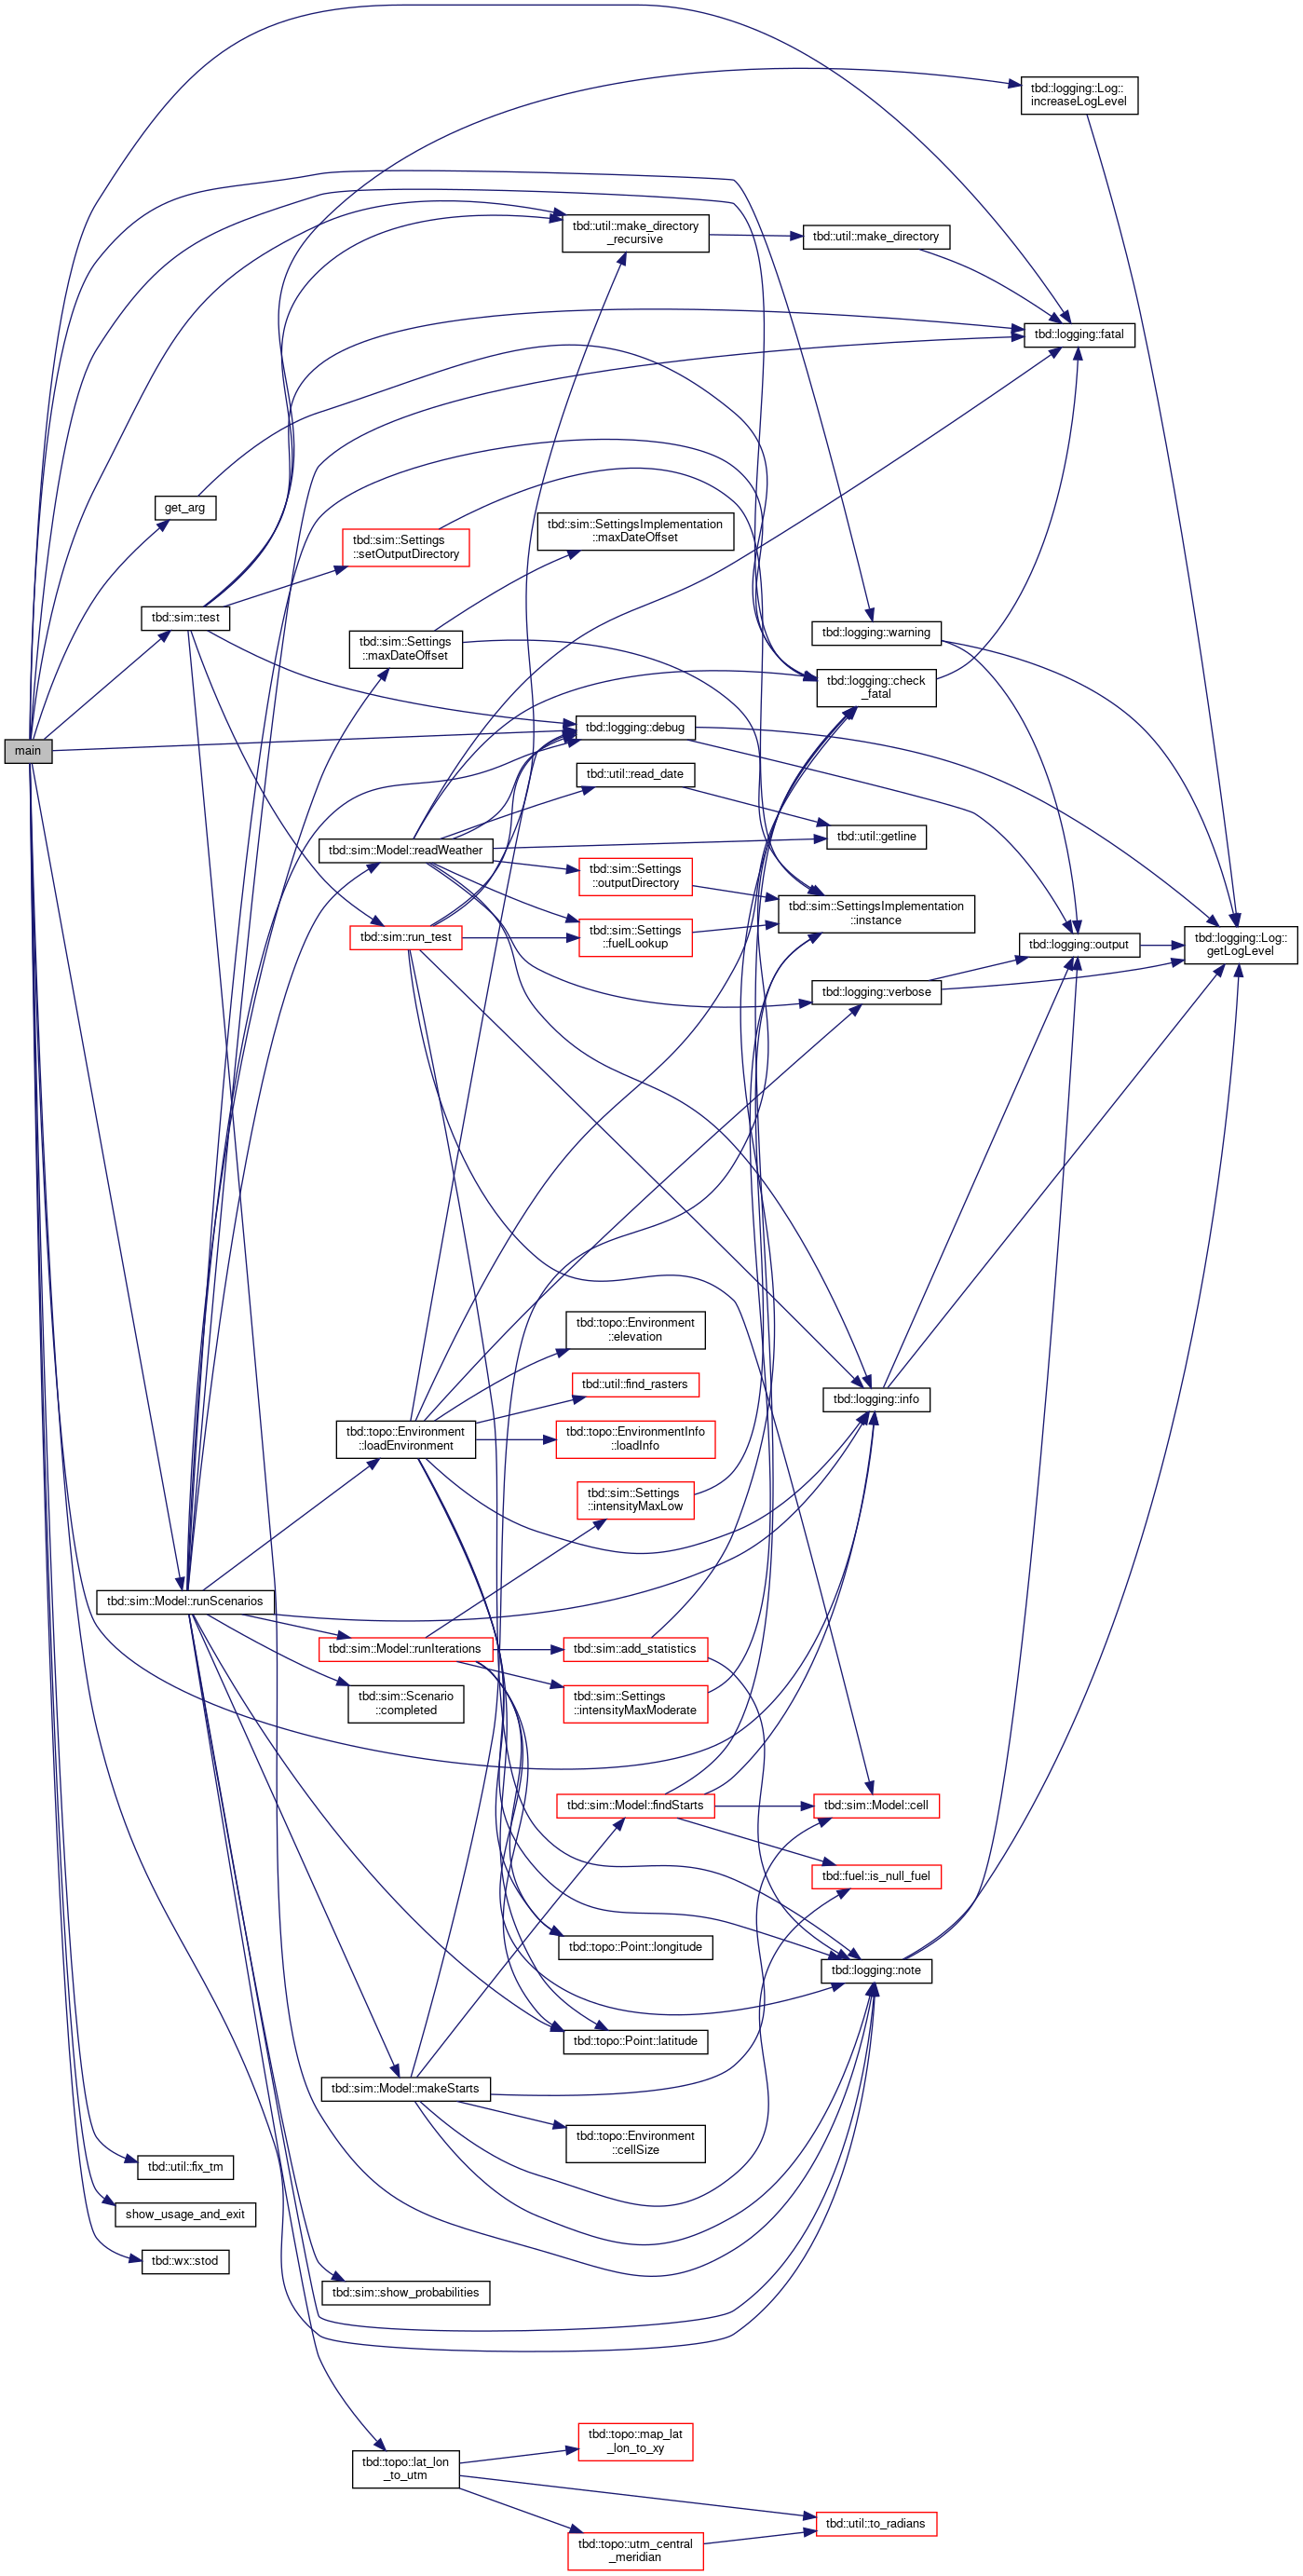 tbd::logging::Log::
increaseLogLevel
tbd::util::make_directory
_recursive
tbd::util::make_directory
tbd::logging::fatal
get_arg
tbd::sim::Settings
::setOutputDirectory
tbd::sim::SettingsImplementation
::maxDateOffset
tbd::sim::test
tbd::logging::warning
tbd::sim::Settings
::maxDateOffset
tbd::logging::check
_fatal
main
tbd::logging::debug
tbd::util::read_date
tbd::util::getline
tbd::sim::Model::readWeather
tbd::sim::Settings
::outputDirectory
tbd::sim::SettingsImplementation
::instance
tbd::sim::run_test
tbd::sim::Settings
::fuelLookup
tbd::logging::output
tbd::logging::Log::
getLogLevel
tbd::logging::verbose
tbd::topo::Environment
::elevation
tbd::util::find_rasters
tbd::logging::info
tbd::topo::Environment
::loadEnvironment
tbd::topo::EnvironmentInfo
::loadInfo
tbd::sim::Settings
::intensityMaxLow
tbd::sim::Model::runScenarios
tbd::sim::Model::runIterations
tbd::sim::add_statistics
tbd::sim::Scenario
::completed
tbd::sim::Settings
::intensityMaxModerate
tbd::sim::Model::findStarts
tbd::sim::Model::cell
tbd::fuel::is_null_fuel
tbd::topo::Point::longitude
tbd::logging::note
tbd::topo::Point::latitude
tbd::sim::Model::makeStarts
tbd::topo::Environment
::cellSize
tbd::util::fix_tm
show_usage_and_exit
tbd::wx::stod
tbd::sim::show_probabilities
tbd::topo::map_lat
_lon_to_xy
tbd::topo::lat_lon
_to_utm
tbd::util::to_radians
tbd::topo::utm_central
_meridian